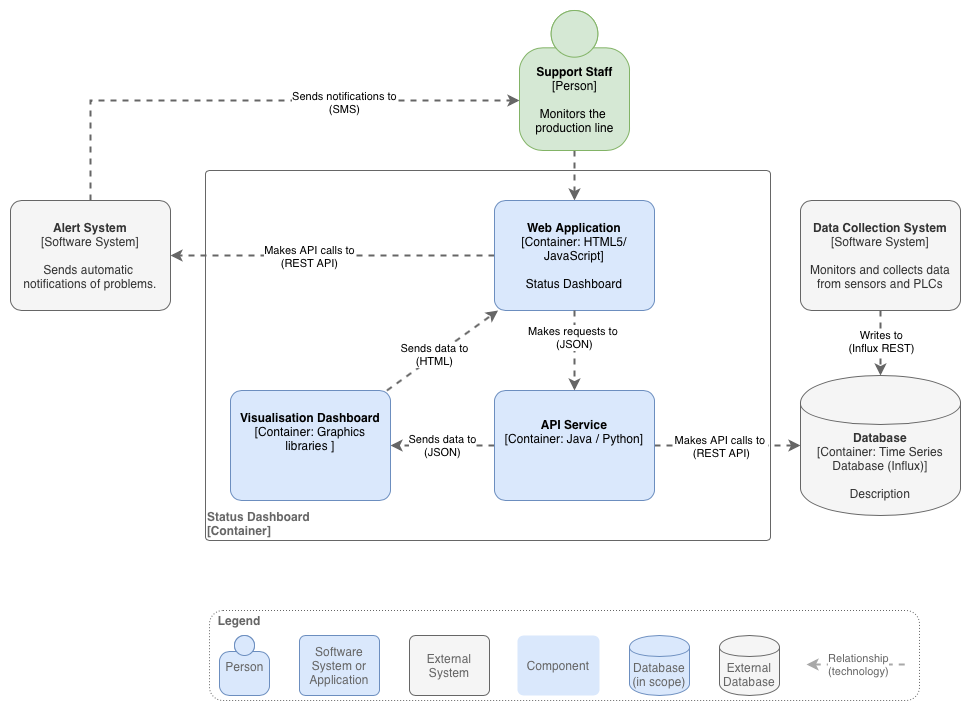 Support Staff
[Person]
Monitors the
production line
Sends notifications to
(SMS)
Alert System
[Software System]
Sends automatic
notifications of problems.
Makes API calls to
(REST API)
Web Application
[Container: HTML5/
JavaScript]
Status Dashboard
Data Collection System
[Software System]
Monitors and collects data
from sensors and PLCs
Sends data to
(HTML)
Makes requests to
(JSON)
Writes to
(Influx REST)
Visualisation Dashboard
[Container: Graphics
libraries ]
Sends data to
(JSON)
API Service
[Container: Java / Python]
Makes API calls to
(REST API)
Database
[Container: Time Series
Database (Influx)]
Description
Status Dashboard
[Container]
Legend
Person
Software
System or
Application
External
System
Component
Database
(in scope)
External
Database
Relationship
(technology)